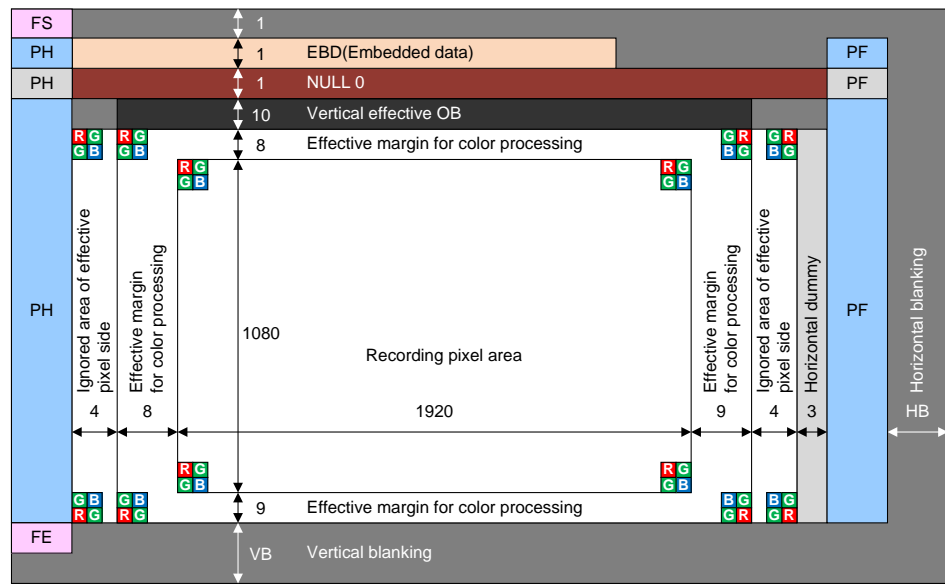 FS
1
PH
1
EBD(Embedded data)
PF
PH
1
NULL 0
PF
10
Vertical effective OB
R G
G B
R G
G B
8
Effective margin for color processing
G R
B G
G R
B G
R G
G B
R G
G B
PH
Ignored area of effective
pixel side
4
Effective margin
for color processing
8
1080
Recording pixel area
1920
Effective margin
for color processing
9
Ignored area of effective
pixel side
4
Horizontal dummy
3
PF
Horizontal blanking
HB
R G
G B
R G
G B
G B
R G
G B
R G
9
Effective margin for color processing
B G
G R
B G
G R
FE
VB
Vertical blanking